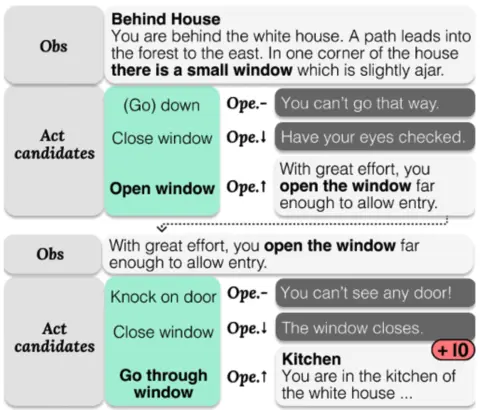 Obs
Behind House
You are behind the white house. A path leads into
the forest to the east. In one corner of the house
there is a small window which is slightly ajar.
Act
candidates
(Go) down
Ope.-
You can't go that way.
Close window
Ope.↓
Have your eyes checked.
Open window
Ope.↑
With great effort, you
open the window far
enough to allow entry.
Obs
With great effort, you open the window far
enough to allow entry.
Act
candidates
Knock on door
Ope.-
You can't see any door!
Close window
Ope.↓
The window closes.
+10
Go through
window
Ope.↑
Kitchen
You are in the kitchen of
the white house ...